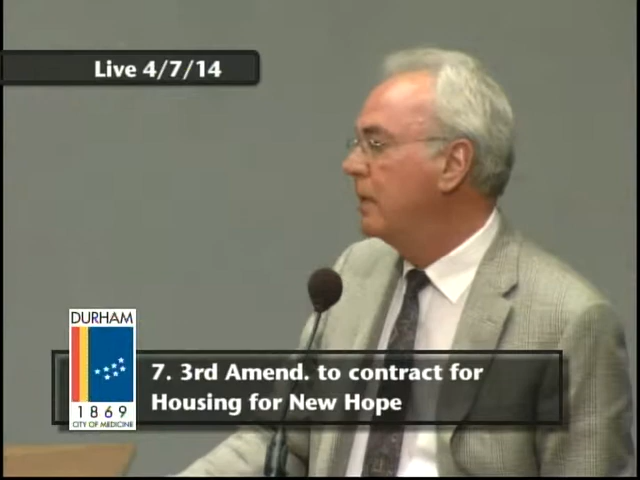 Live 4/7/14
DURHAM
1869
CITY OF MEDICINE
7. 3rd Amend. to contract for
Housing for New Hope